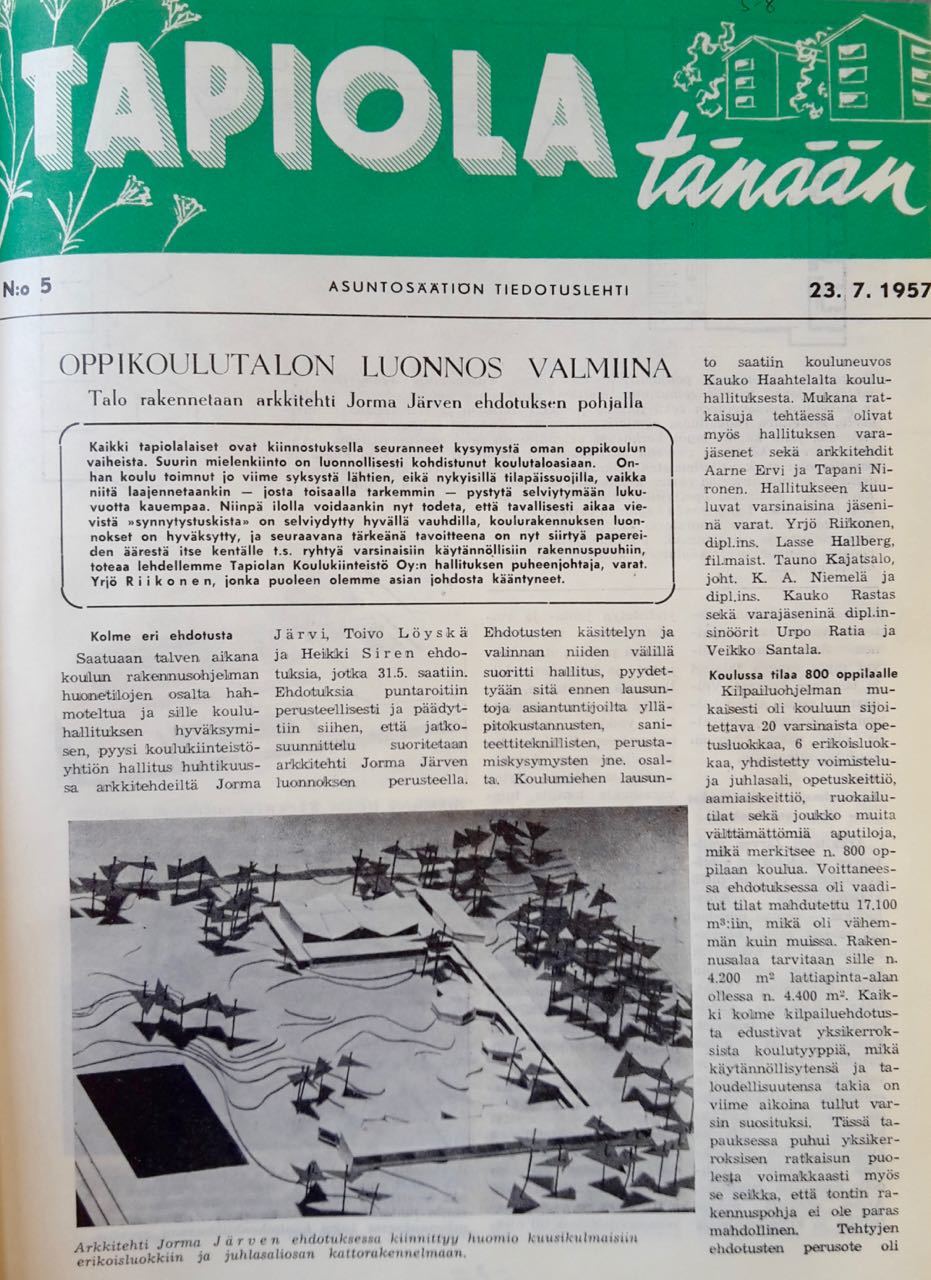 TAPIOLA
tänään
N:o 5
ASUNTOSÄÄTIÖN TIEDOTUSLEHTI
23. 7. 1957
OPPIKOULUTALON LUONNOS VALMIINA
Talo rakennetaan arkkitehti Jorma Järven ehdotuksen pohjalla
Kaikki tapiolalaiset ovat kiinnostuksella seuranneet kysymystä oman oppikoulun
vaiheista. Suurin mielenkiinto on luonnollisesti kohdistunut koulutaloasiaan. On-
han koulu toiminut jo viime syksystä lähtien, eikä nykyisillä tilapäissuojilla, vaikka
niitä laajennetaankin — josta toisaalla tarkemmin — pystytä selviytymään luku-
vuotta kauempaa. Niinpä ilolla voidaankin nyt todeta, että tavallisesti aikaa vie-
vistä »synnytystuskista» on selviydytty hyvällä vauhdilla, koulurakennuksen luon-
nokset on hyväksytty, ja seuraavana tärkeänä tavoitteena on nyt siirtyä paperei-
den äärestä itse kentälle t.s. ryhtyä varsinaisiin käytännöllisiin rakennuspuuhiin,
toteaa lehdellemme Tapiolan Koulukiinteistö Oy:n hallituksen puheenjohtaja, varat.
Yrjö Riikonen, jonka puoleen olemme asian johdosta kääntyneet.
Kolme eri ehdotusta
Saatuaan talven aikana
koulun rakennusohjelman
huonetilojen osalta hah-
moteltua ja sille koulu-
hallituksen hyväksymi-
sen, pyysi koulukiinteistö-
yhtiön hallitus huhtikuus-
sa arkkitehdeiltä Jorma
Järvi, Toivo Löyskä
ja Heikki Siren ehdo-
tuksia, jotka 31.5. saatiin.
Ehdotuksia puntaroitiin
perusteellisesti ja päädyt-
tiin siihen, että jatko-
suunnittelu suoritetaan
arkkitehti Jorma Järven
luonnoksen perusteella.
Ehdotusten käsittelyn ja
valinnan niiden välillä
suoritti hallitus, pyydet-
tyään sitä ennen lausun-
toja asiantuntijoilta yllä-
pitokustannusten, sani-
teettiteknillisten, perusta-
miskysymysten jne. osal-
ta. Koulumiehen lausun-
to saatiin kouluneuvos
Kauko Haahtelalta koulu-
hallituksesta. Mukana rat-
kaisuja tehtäessä olivat
myös hallituksen vara-
jäsenet sekä arkkitehdit
Aarne Ervi ja Tapani Ni-
ronen. Hallitukseen kuu-
luvat varsinaisina jäseni-
nä varat. Yrjö Riikonen,
dipl.ins. Lasse Hallberg,
fil.maist. Tauno Kajatsalo,
joht. K. A. Niemelä ja
dipl.ins. Kauko Rastas
sekä varajäseninä dipl.in-
sinöörit Urpo Ratia ja
Veikko Santala.
Koulussa tilaa 800 oppilaalle
Kilpailuohjelman mu-
kaisesti oli kouluun sijoi-
tettava 20 varsinaista ope-
tusluokkaa, 6 erikoisluok-
kaa, yhdistetty voimistelu-
ja juhlasali, opetuskeittiö,
aamiaiskeittiö, ruokailu-
tilat sekä joukko muita
välttämättömiä aputiloja,
mikä merkitsee n. 800 op-
pilaan koulua. Voittanees-
sa ehdotuksessa oli vaadi-
tut tilat mahdutettu 17.100
m³:iin, mikä oli vähem-
män kuin muissa. Raken-
nusalaa tarvitaan sille n.
4.200 m² lattiapinta-alan
ollessa n. 4.400 m². Kaik-
ki kolme kilpailuehdotus-
ta edustivat yksikerrok-
sista koulutyyppiä, mikä
käytännöllisyytensä ja ta-
loudellisuutensa takia on
viime aikoina tullut var-
sin suosituksi. Tässä ta-
pauksessa puhui yksiker-
roksisen ratkaisun puo-
lesta voimakkaasti myös
se seikka, että tontin ra-
kennuspohja ei ole paras
mahdollinen. Tehtyjen
ehdotusten perusote oli
Arkkitehti Jorma Järven ehdotuksessa kiinnittyy huomio kuusikulmaisiin
erikoisluokkiin ja juhlasaliosan kattorakennelmaan.